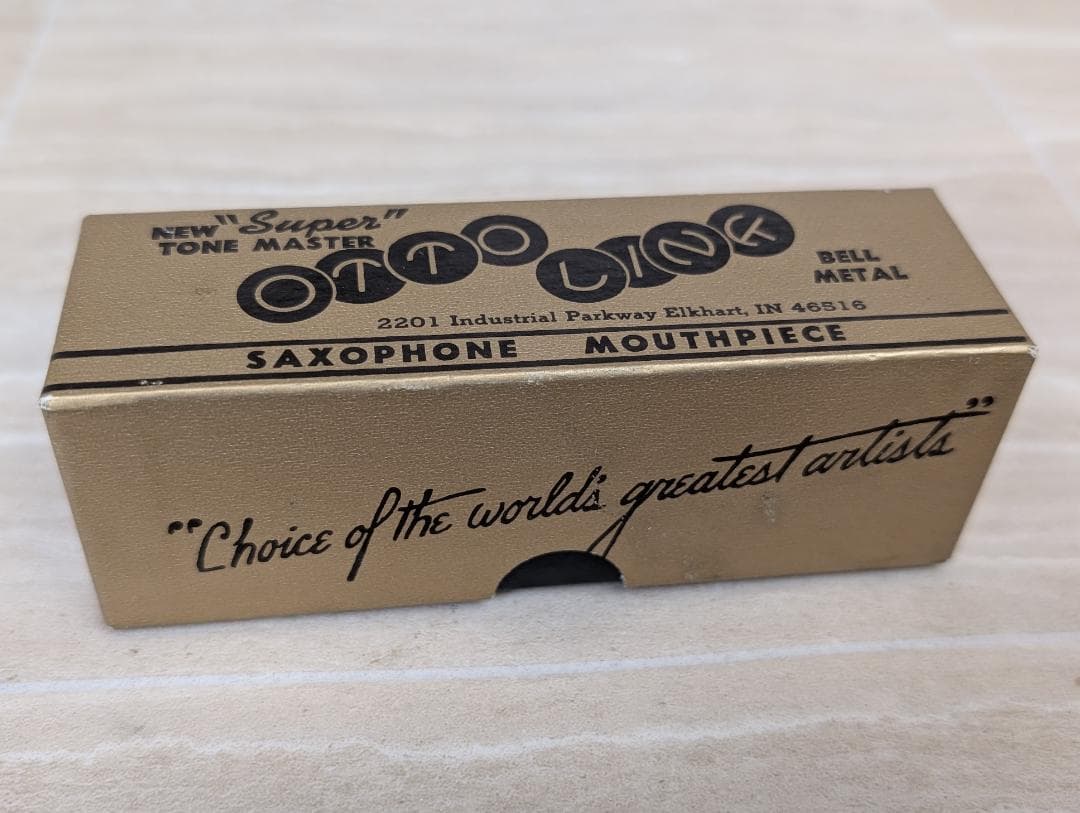 NEW "Super"
TONE MASTER
OTTO LINK
BELL
METAL
2201 Industrial Parkway Elkhart, IN 46516
SAXOPHONE MOUTHPIECE
"Choice of the world's greatest artists"